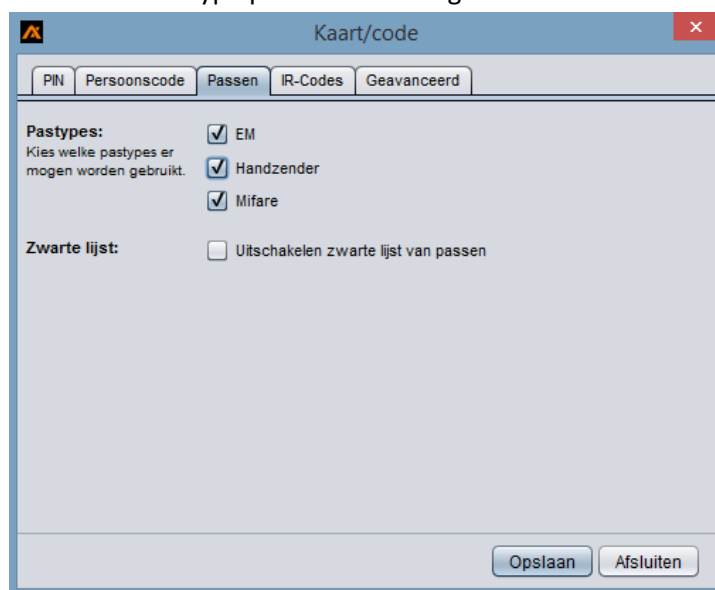 Kaart/code
PIN Persoonscode Passen IR-Codes Geavanceerd
Pastypes:
Kies welke pastypes er
mogen worden gebruikt.
EM
Handzender
Mifare
Zwarte lijst:
Uitschakelen zwarte lijst van passen
Opslaan Afsluiten